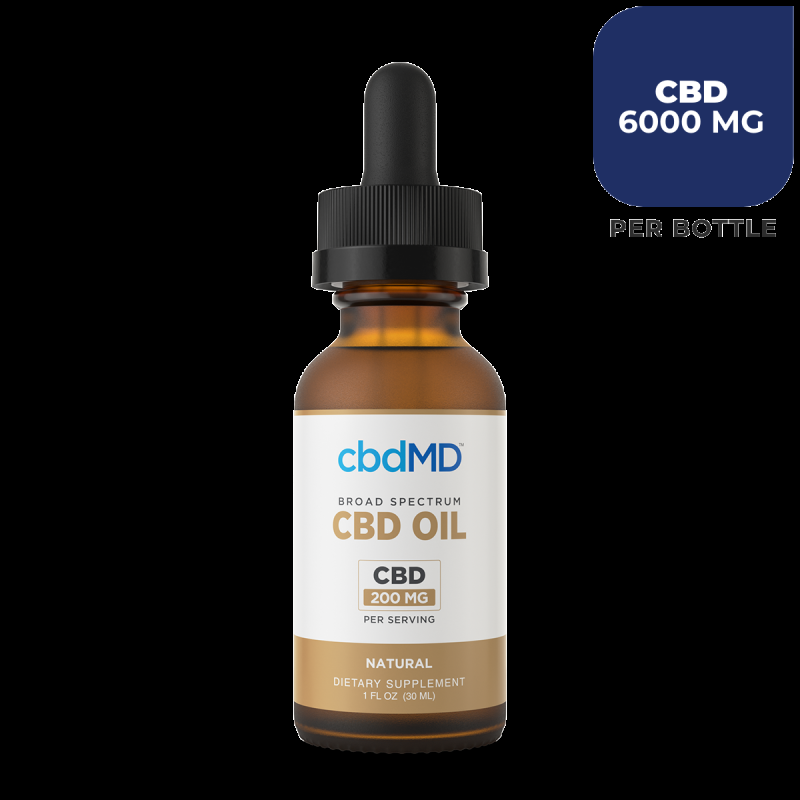 CBD
6000 MG
PER BOTTLE
cbdMD™
BROAD SPECTRUM
CBD OIL
CBD
200 MG
PER SERVING
NATURAL
DIETARY SUPPLEMENT
1 FL OZ (30 ML)